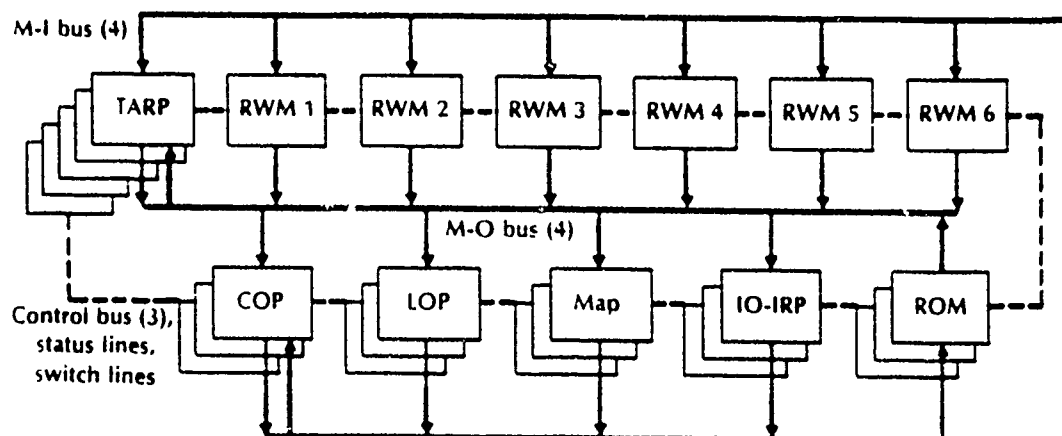 M-I bus (4)
TARP
RWM 1
RWM 2
RWM 3
RWM 4
RWM 5
RWM 6
M-O bus (4)
COP
LOP
Map
IO-IRP
ROM
Control bus (3),
status lines,
switch lines